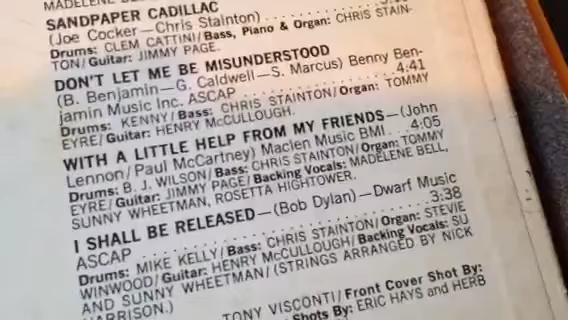 MADELENE BELL
SANDPAPER CADILLAC
(Joe Cocker—Chris Stainton)
Drums: CLEM CATTINI/Bass, Piano & Organ: CHRIS STAIN-
TON/Guitar: JIMMY PAGE.
DON'T LET ME BE MISUNDERSTOOD
(B. Benjamin—G. Caldwell—S. Marcus) Benny Ben-
jamin Music Inc. ASCAP . . . . . . . . . . . . . . . . . 4:41
Drums: KENNY/Bass: CHRIS STAINTON/Organ: TOMMY
EYRE/Guitar: HENRY McCULLOUGH.
WITH A LITTLE HELP FROM MY FRIENDS—(John
Lennon/Paul McCartney) Maclen Music BMI . . 4:05
Drums: B. J. WILSON/Bass: CHRIS STAINTON/Organ: TOMMY
EYRE/Guitar: JIMMY PAGE/Backing Vocals: MADELENE BELL,
SUNNY WHEETMAN, ROSETTA HIGHTOWER.
I SHALL BE RELEASED—(Bob Dylan)—Dwarf Music
ASCAP . . . . . . . . . . . . . . . . . . . . . . . . . . . . . 3:38
Drums: MIKE KELLY/Bass: CHRIS STAINTON/Organ: STEVIE
WINWOOD/Guitar: HENRY McCULLOUGH/Backing Vocals: SU
AND SUNNY WHEETMAN/ (STRINGS ARRANGED BY NICK
HARRISON.)
TONY VISCONTI/Front Cover Shot By:
Shots By: ERIC HAYS and HERB